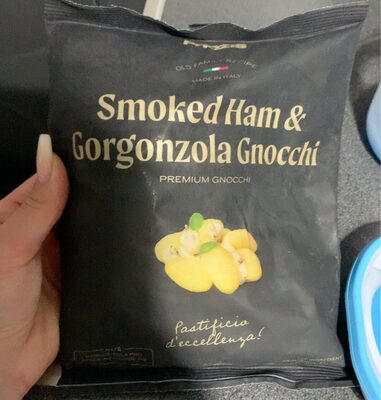 OLD FAMILY RECIPE
MADE IN ITALY
Smoked Ham &
Gorgonzola Gnocchi
PREMIUM GNOCCHI
Pastificio
d'eccellenza!